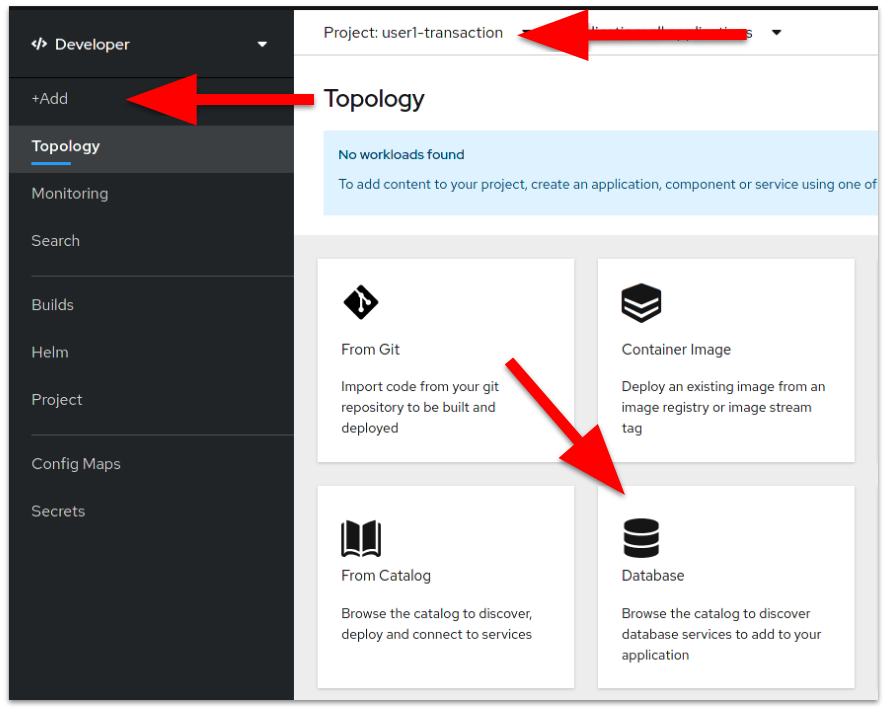 Developer
Project: user1-transaction
+Add
Topology
Topology
No workloads found
To add content to your project, create an application, component or service using one of
Monitoring
Search
Builds
Helm
Project
Config Maps
Secrets
From Git
Import code from your git
repository to be built and
deployed
Container Image
Deploy an existing image from an
image registry or image stream
tag
From Catalog
Browse the catalog to discover,
deploy and connect to services
Database
Browse the catalog to discover
database services to add to your
application